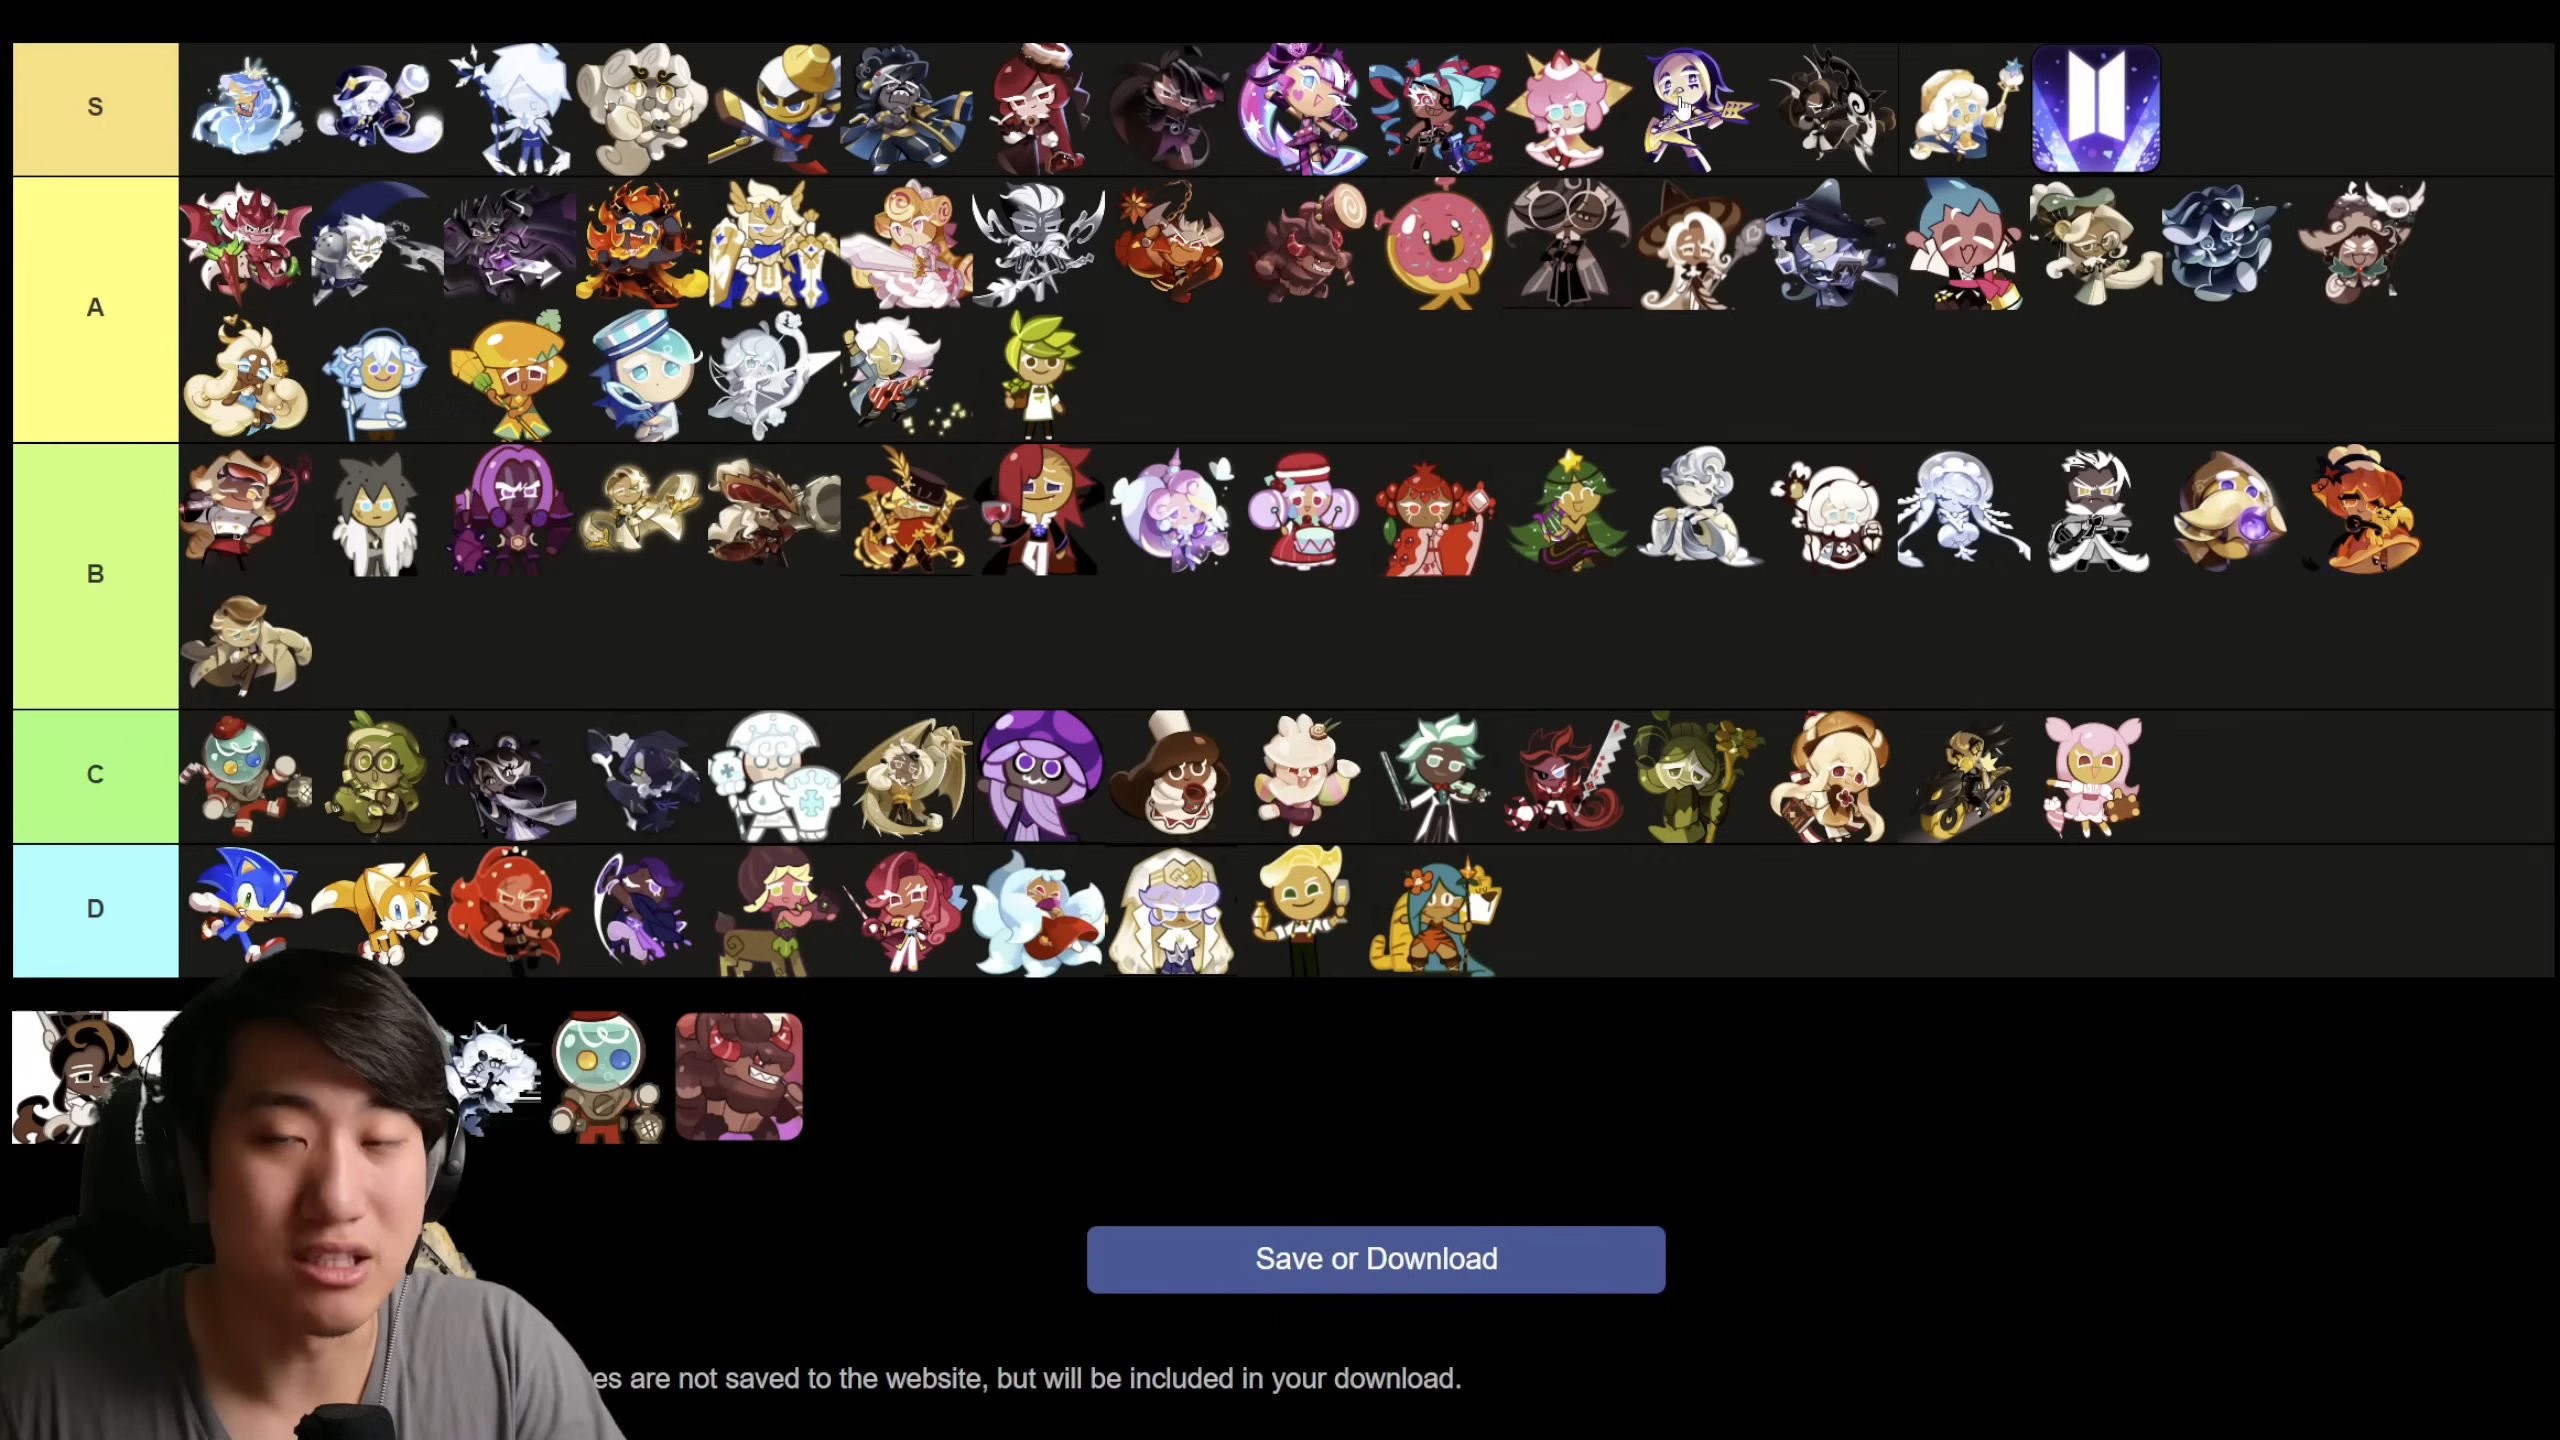 S
A
B
C
D
Save or Download
es are not saved to the website, but will be included in your download.